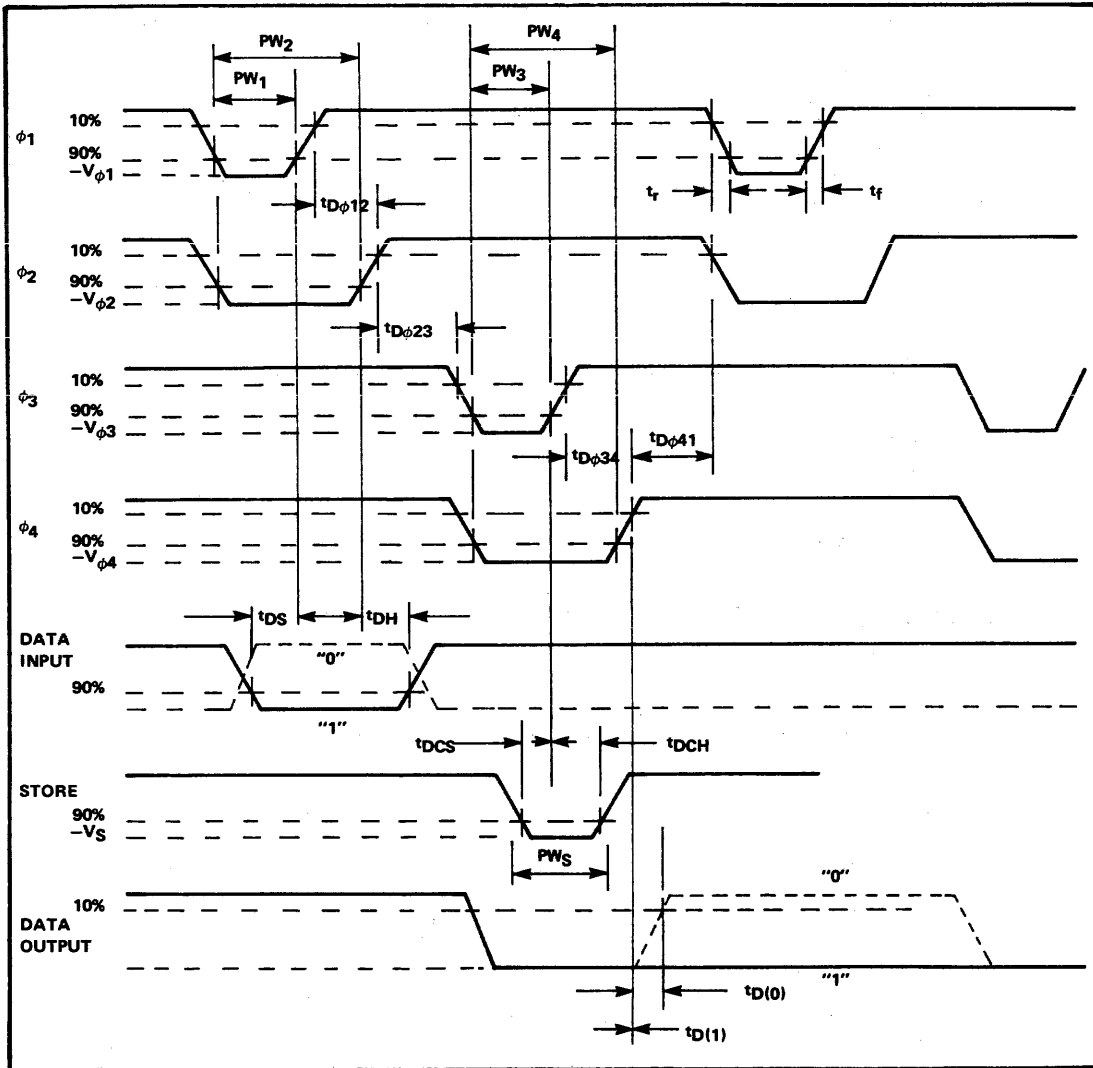 PW2
PW4
PW1
PW3
10%
ϕ1
90%
−Vϕ1
tr
tf
tDϕ12
10%
ϕ2
90%
−Vϕ2
tDϕ23
10%
ϕ3
90%
−Vϕ3
tDϕ34
tDϕ41
10%
ϕ4
90%
−Vϕ4
tDS
tDH
DATA
INPUT
"0"
90%
"1"
tDCS
tDCH
STORE
90%
−VS
PWS
"0"
10%
DATA
OUTPUT
"1"
tD(0)
tD(1)